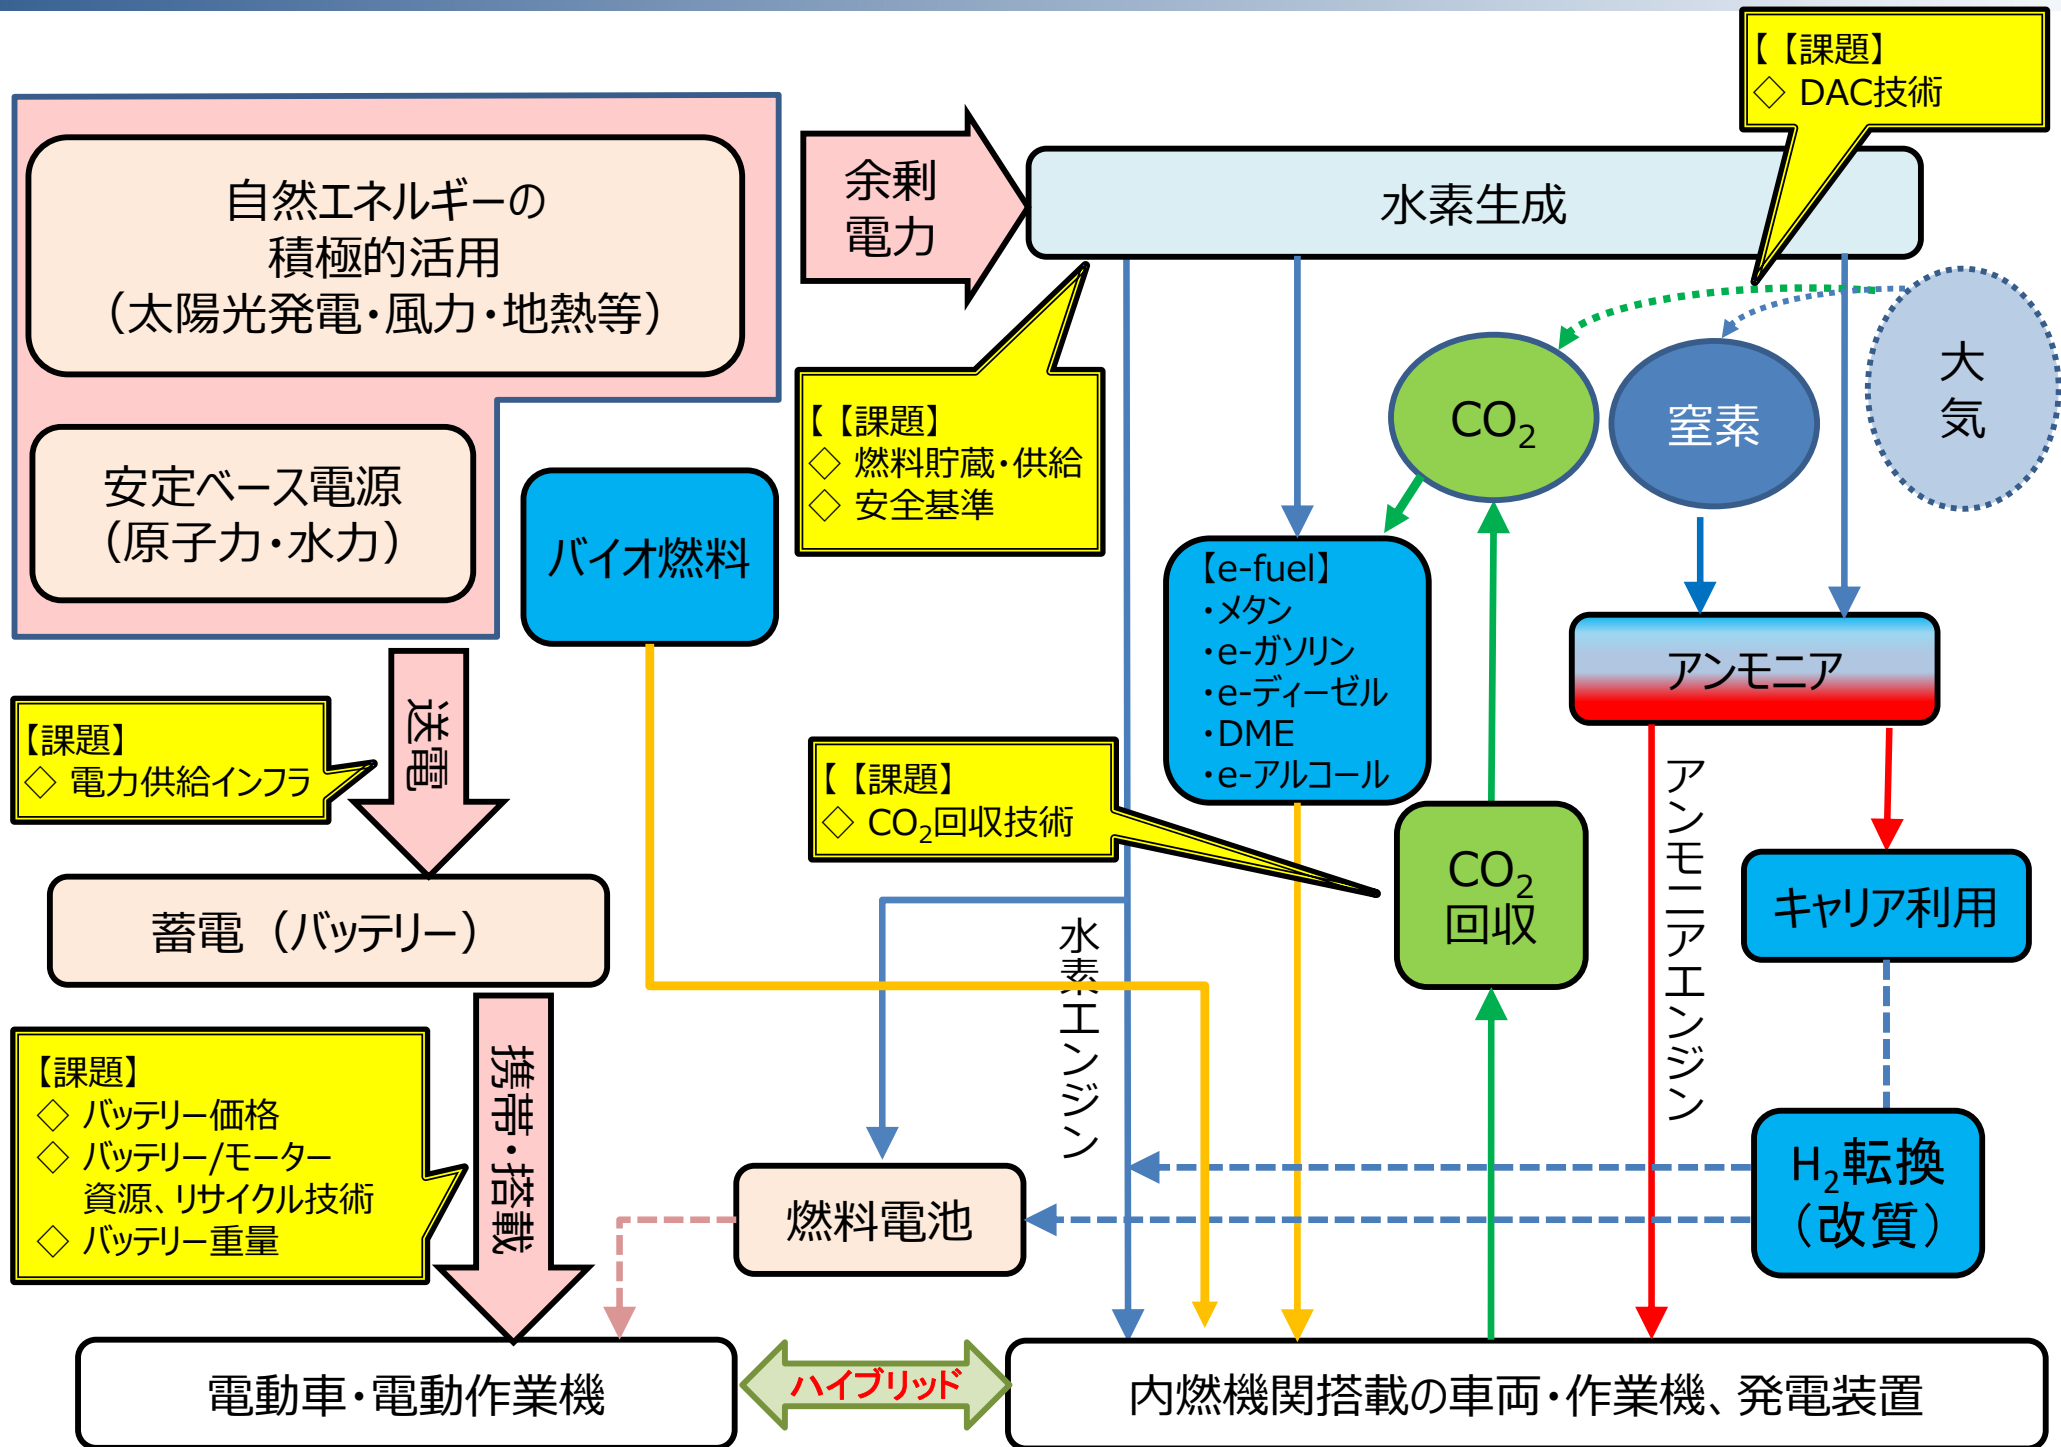 【【課題】
◇ DAC技術
自然エネルギーの
積極的活用
（太陽光発電・風力・地熱等）
余剰
電力
水素生成
大
気
CO2
窒素
【【課題】
◇ 燃料貯蔵・供給
◇ 安全基準
安定ベース電源
（原子力・水力）
バイオ燃料
【e-fuel】
・メタン
・e-ガソリン
・e-ディーゼル
・DME
・e-アルコール
アンモニア
送電
【課題】
◇ 電力供給インフラ
【【課題】
◇ CO2回収技術
CO2
回収
アンモニアエンジン
キャリア利用
蓄電（バッテリー）
水素エンジン
携帯・搭載
【課題】
◇ バッテリー価格
◇ バッテリー/モーター
資源、リサイクル技術
◇ バッテリー重量
燃料電池
H2転換
（改質）
電動車・電動作業機
ハイブリッド
内燃機関搭載の車両・作業機、発電装置